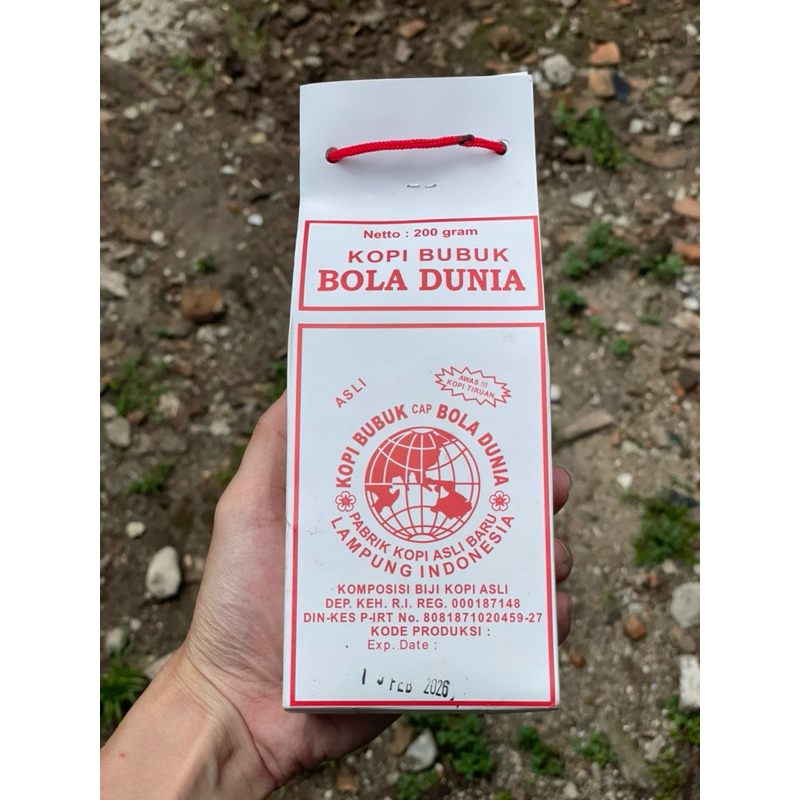 Netto : 200 gram
KOPI BUBUK
BOLA DUNIA
ASLI
AWAS !!!
KOPI TIRUAN
KOPI BUBUK CAP BOLA DUNIA
PABRIK KOPI ASLI BARU
LAMPUNG INDONESIA
KOMPOSISI BIJI KOPI ASLI
DEP. KEH. R.I. REG. 000187148
DIN-KES P-IRT No. 8081871020459-27
KODE PRODUKSI :
Exp. Date :
FEB 2026